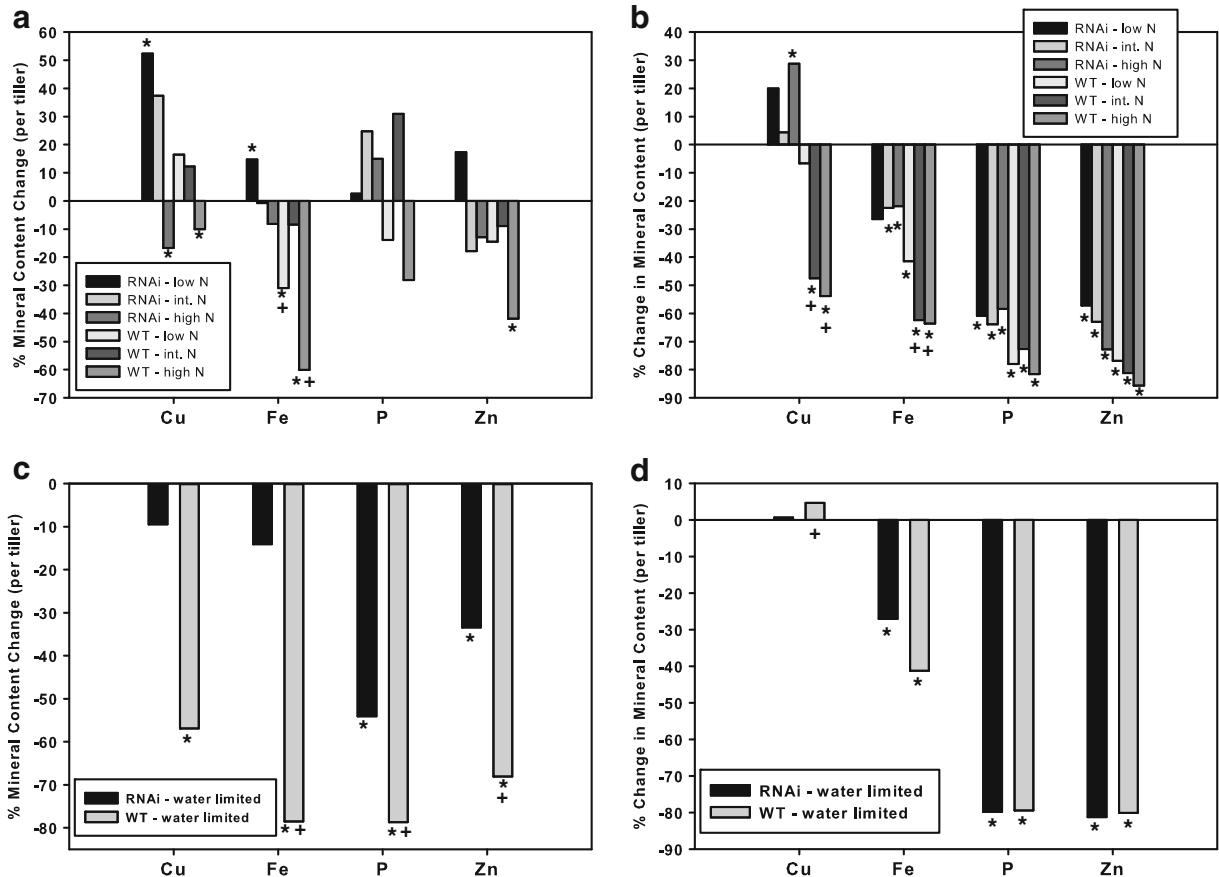 a
% Mineral Content Change (per tiller)
60
50
40
30
20
10
0
-10
-20
-30
-40
-50
-60
-70
* * * * * * * *
+ +
RNAi - low N
RNAi - int. N
RNAi - high N
WT - low N
WT - int. N
WT - high N
Cu Fe P Zn
b
% Change in Mineral Content (per tiller)
40
30
20
10
0
-10
-20
-30
-40
-50
-60
-70
-80
-90
RNAi - low N
RNAi - int. N
RNAi - high N
WT - low N
WT - int. N
WT - high N
*
* * * * * * *
+ + + +
* * * * * *
* * * * * *
Cu Fe P Zn
c
% Mineral Content Change (per tiller)
0
-10
-20
-30
-40
-50
-60
-70
-80
* * + * * + * *
+
RNAi - water limited
WT - water limited
Cu Fe P Zn
d
% Change in Mineral Content (per tiller)
10
0
-10
-20
-30
-40
-50
-60
-70
-80
-90
+
* * * * * *
RNAi - water limited
WT - water limited
Cu Fe P Zn